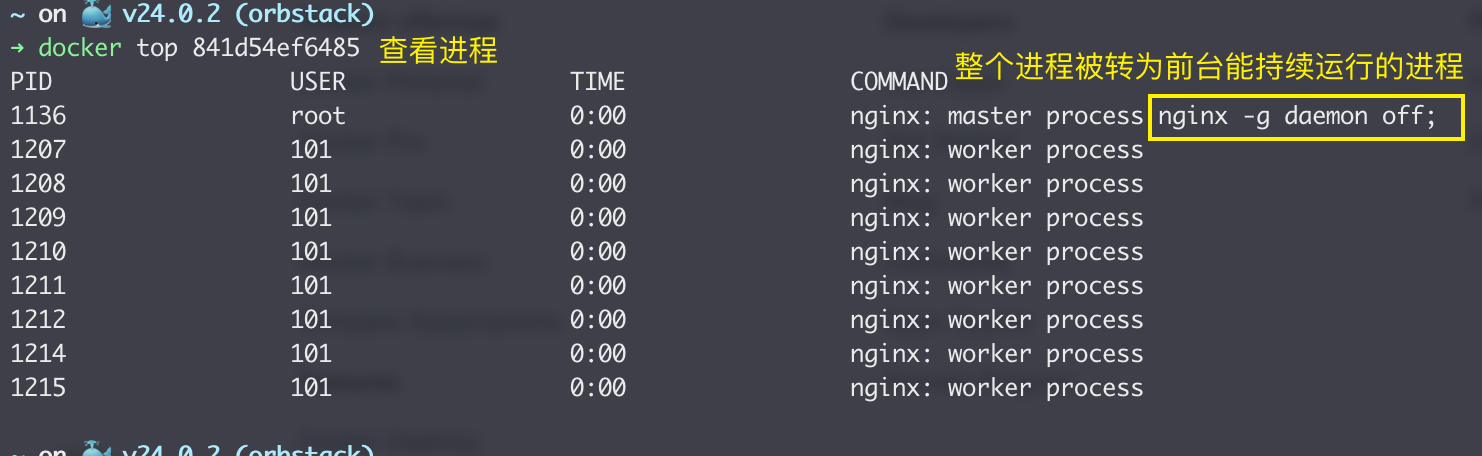 ~ on 🐳 v24.0.2 (orbstack)
→ docker top 841d54ef6485 查看进程
整个进程被转为前台能持续运行的进程
PID USER TIME COMMAND
1136 root 0:00 nginx: master process nginx -g daemon off;
1207 101 0:00 nginx: worker process
1208 101 0:00 nginx: worker process
1209 101 0:00 nginx: worker process
1210 101 0:00 nginx: worker process
1211 101 0:00 nginx: worker process
1212 101 0:00 nginx: worker process
1214 101 0:00 nginx: worker process
1215 101 0:00 nginx: worker process
~ on 🐳 v24.0.2 (orbstack)